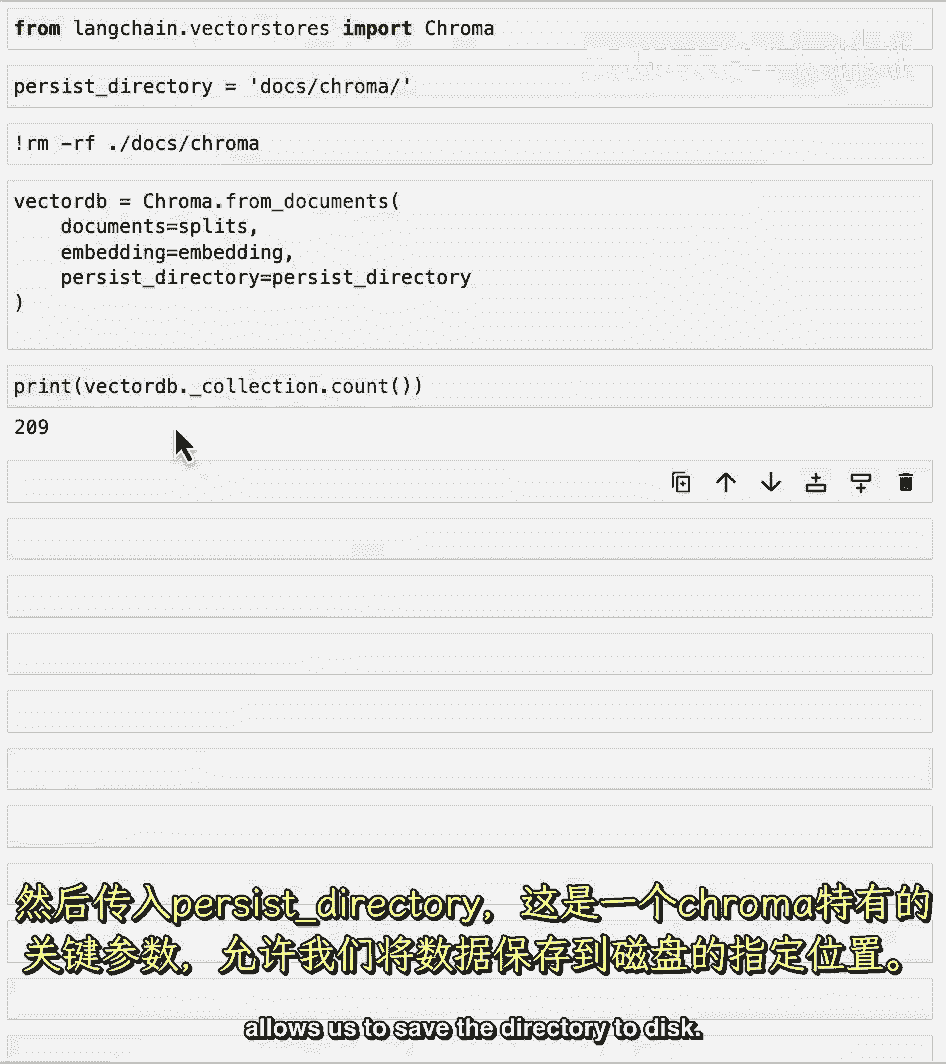 from langchain.vectorstores import Chroma
persist_directory = 'docs/chroma/'
!rm -rf ./docs/chroma
vectordb = Chroma.from_documents(
    documents=splits,
    embedding=embedding,
    persist_directory=persist_directory
)
print(vectordb._collection.count())
209
然后传入persist_directory，这是一个chroma特有的
关键参数，允许我们将数据保存到磁盘的指定位置。
allows us to save the directory to disk.